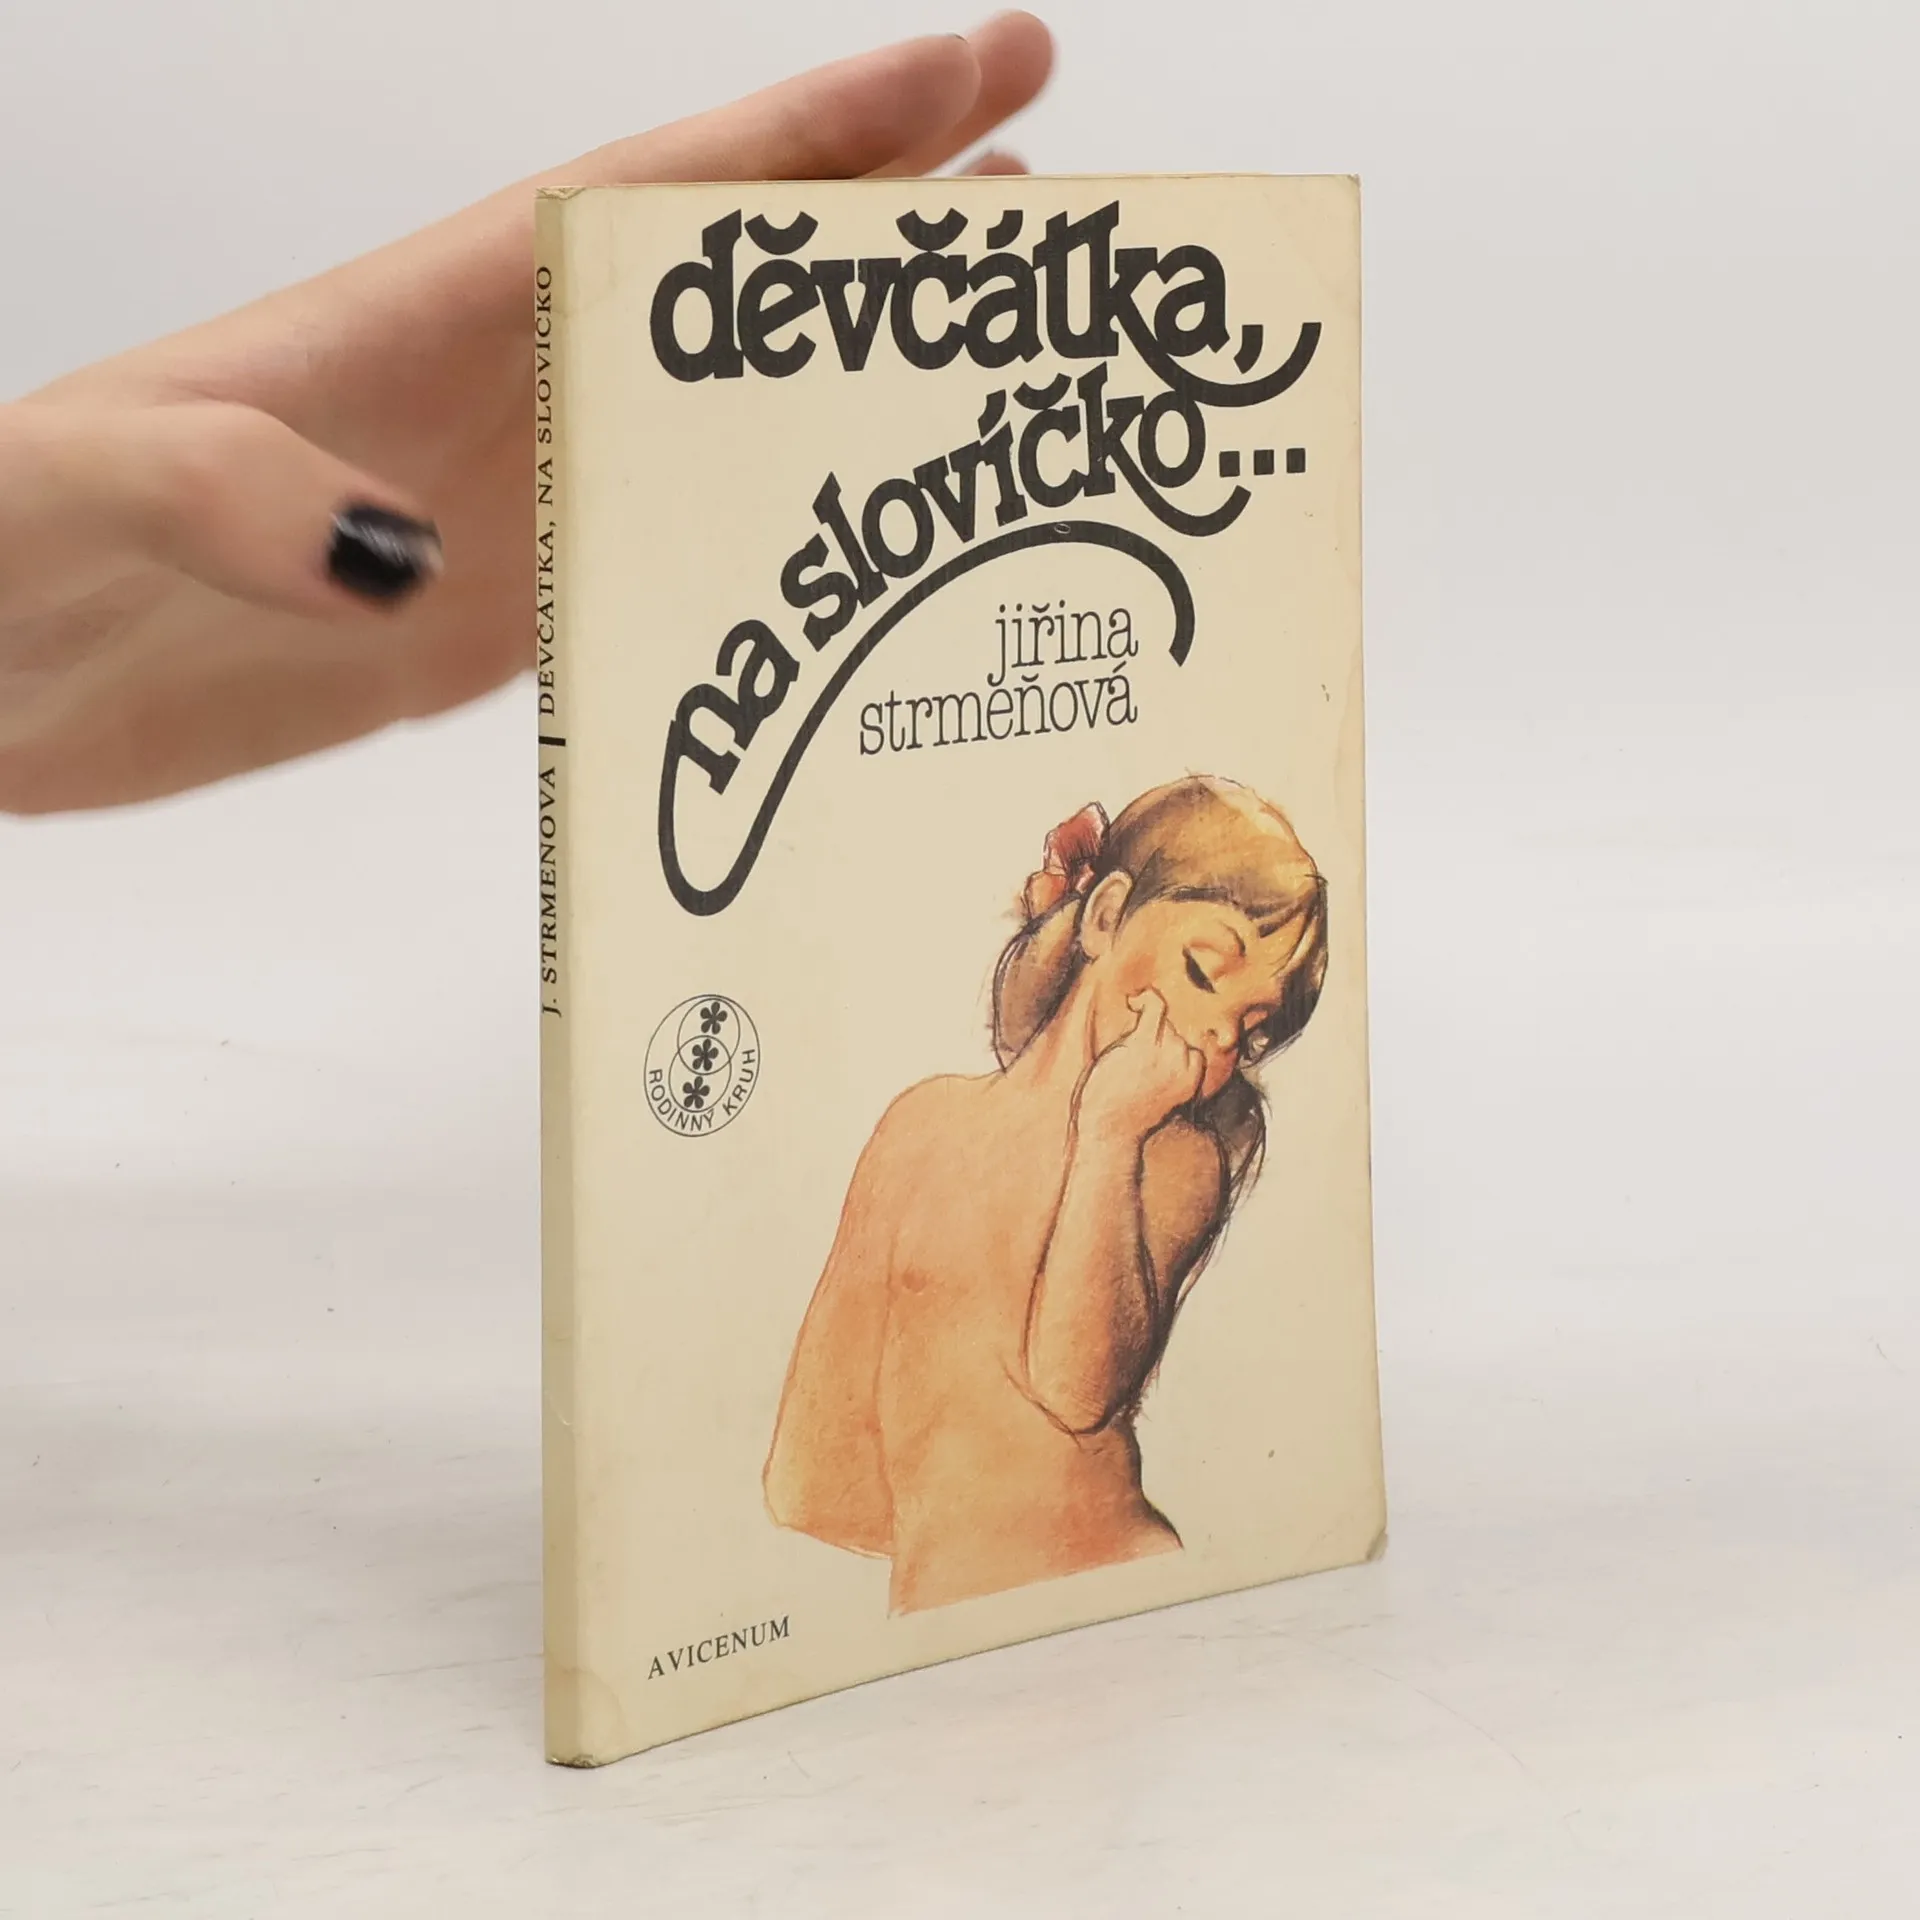 děvčátka,
na slovíčko...
jiřina
strmeňová
RODINNÝ KRUH
AVICENUM
J. STRMEŇOVÁ | DĚVČÁTKA, NA SLOVÍČKO